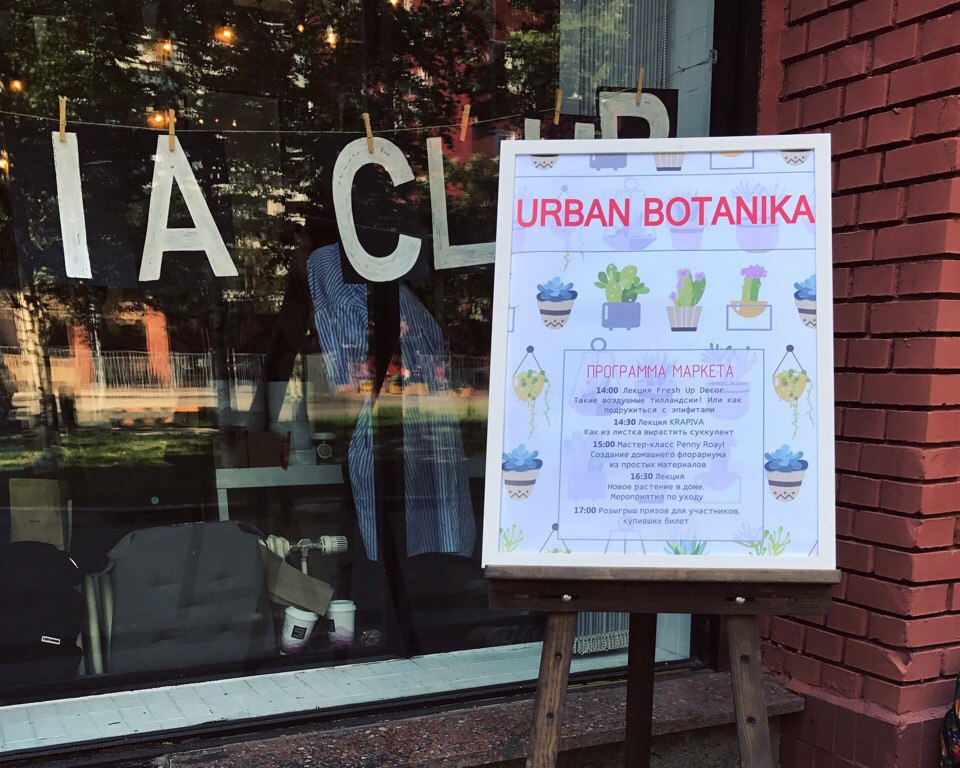 IA CLUB
URBAN BOTANIKA
ПРОГРАММА МАРКЕТА
14:00 Лекция Fresh Up Decor
Такие воздушные тилландсии! Или как
подружиться с эпифитами
14:30 Лекция KRAPIVA
Как из листка вырастить суккулент
15:00 Мастер-класс Penny Roayl
Создание домашнего флорариума
из простых материалов
16:30 Лекция
Новое растение в доме.
Мероприятия по уходу
17:00 Розыгрыш призов для участников,
купивших билет